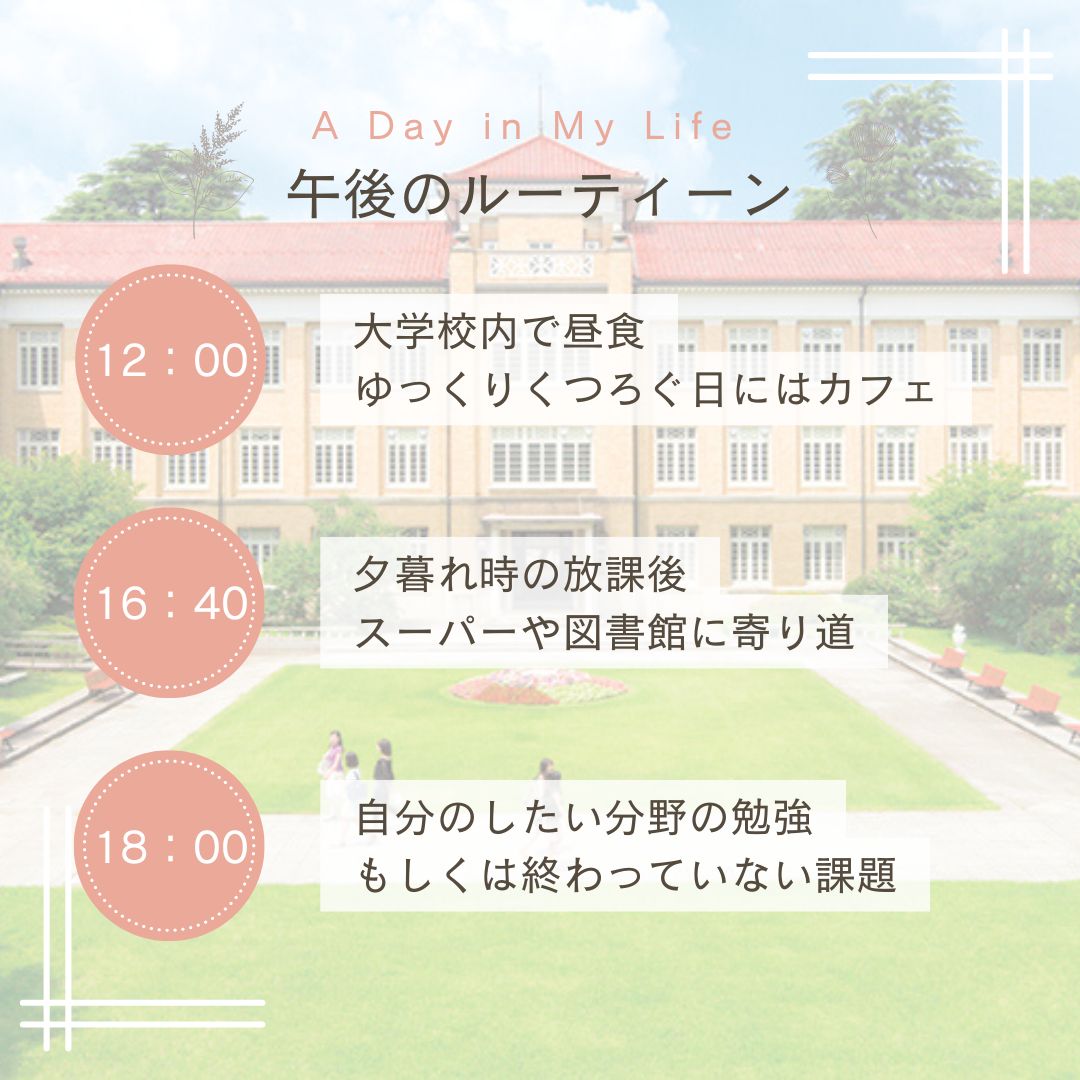 A Day in My Life
午後のルーティーン
12：00
大学校内で昼食
ゆっくりくつろぐ日にはカフェ
16：40
夕暮れ時の放課後
スーパーや図書館に寄り道
18：00
自分のしたい分野の勉強
もしくは終わっていない課題